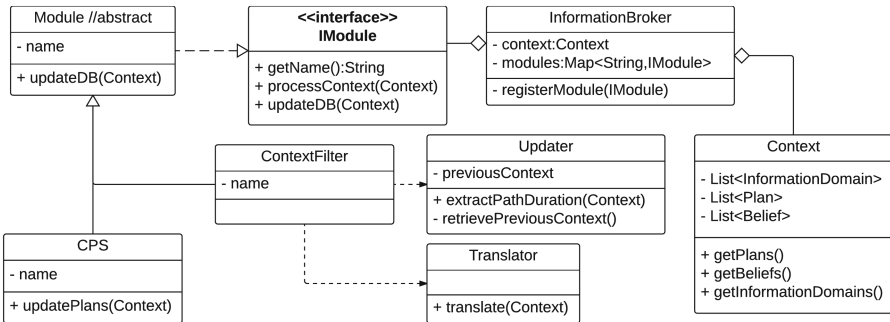 Module //abstract
- name
+ updateDB(Context)
<<interface>>
IModule
+ getName():String
+ processContext(Context)
+ updateDB(Context)
InformationBroker
- context:Context
- modules:Map<String,IModule>
- registerModule(IModule)
ContextFilter
- name
Updater
- previousContext
+ extractPathDuration(Context)
- retrievePreviousContext()
Context
- List<InformationDomain>
- List<Plan>
- List<Belief>
+ getPlans()
+ getBeliefs()
+ getInformationDomains()
CPS
- name
+ updatePlans(Context)
Translator
+ translate(Context)